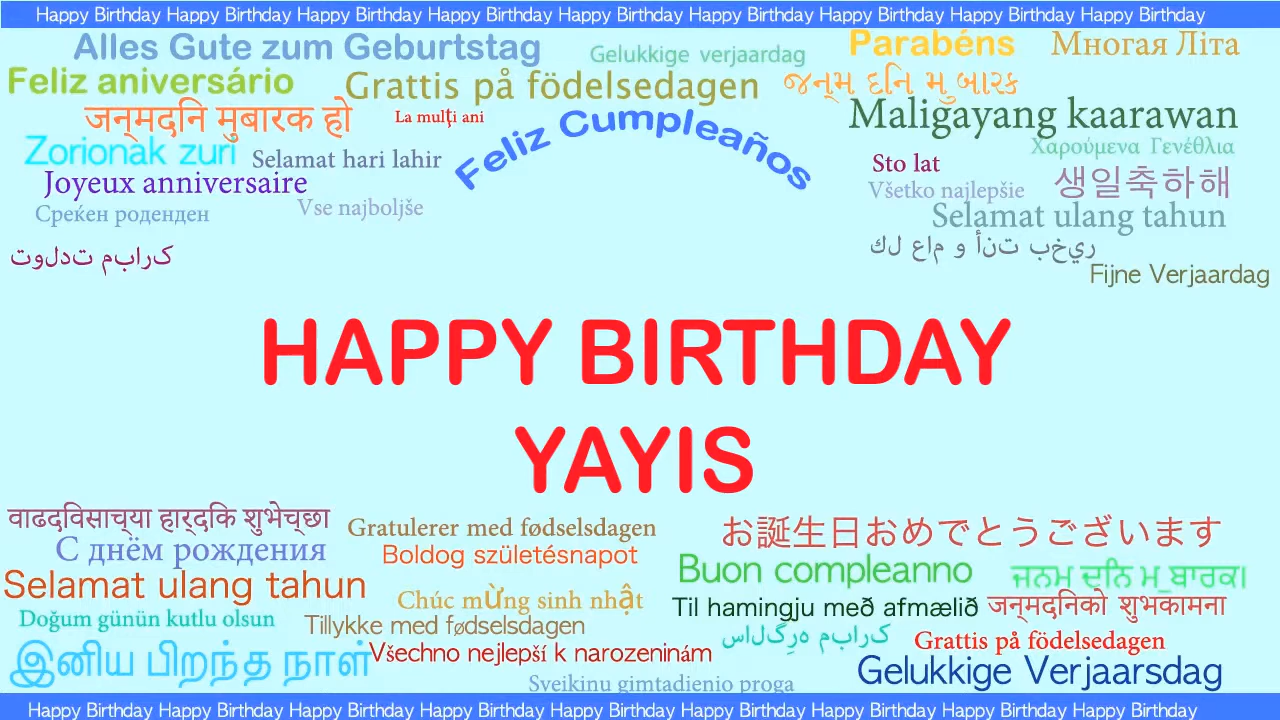 Happy Birthday Happy Birthday Happy Birthday Happy Birthday Happy Birthday Happy Birthday Happy Birthday Happy Birthday Happy Birthday
Alles Gute zum Geburtstag
Gelukkige verjaardag
Parabéns
Многая Літа
Feliz aniversário
Grattis på födelsedagen
જન્મ દિન મુબારક
जन्मदिन मुबारक हो
La mulţi ani
Feliz Cumpleaños
Maligayang kaarawan
Zorionak zuri
Selamat hari lahir
Sto lat
Χαρούμενα Γενέθλια
Joyeux anniversaire
Všetko najlepšie
생일축하해
Среќен роденден
Vse najboljše
Selamat ulang tahun
تولدت مبارک
كل عام و أنت بخير
Fijne Verjaardag
HAPPY BIRTHDAY
YAYIS
वाढदिवसाच्या हार्दिक शुभेच्छा
Gratulerer med fødselsdagen
お誕生日おめでとうございます
С днём рождения
Boldog születésnapot
Buon compleanno
ਜਨਮ ਦਿਨ ਮੁਬਾਰਕ।
Selamat ulang tahun
Chúc mừng sinh nhật
Til hamingju með afmælið
जन्मदिनको शुभकामना
Doğum günün kutlu olsun
Tillykke med fødselsdagen
سالگرہ مبارک
Grattis på födelsedagen
இனிய பிறந்த நாள்
Všechno nejlepší k narozeninám
Gelukkige Verjaarsdag
Sveikinu gimtadienio proga
Happy Birthday Happy Birthday Happy Birthday Happy Birthday Happy Birthday Happy Birthday Happy Birthday Happy Birthday Happy Birthday